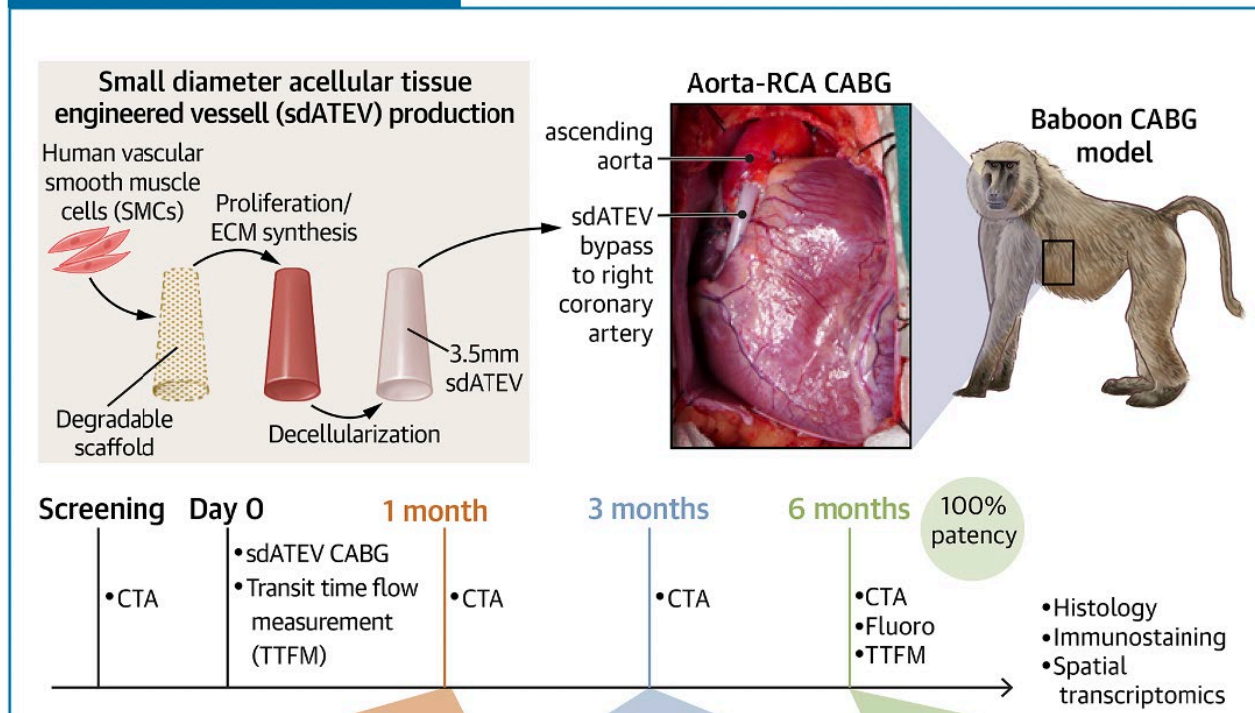 Small diameter acellular tissue
engineered vessell (sdATEV) production
Human vascular
smooth muscle
cells (SMCs)
Proliferation/
ECM synthesis
3.5mm
sdATEV
Degradable
scaffold
Decellularization
Aorta-RCA CABG
ascending
aorta
sdATEV
bypass
to right
coronary
artery
Baboon CABG
model
Screening
•CTA
Day 0
•sdATEV CABG
•Transit time flow
measurement
(TTFM)
1 month
•CTA
3 months
•CTA
6 months
100%
patency
•CTA
•Fluoro
•TTFM
•Histology
•Immunostaining
•Spatial
transcriptomics